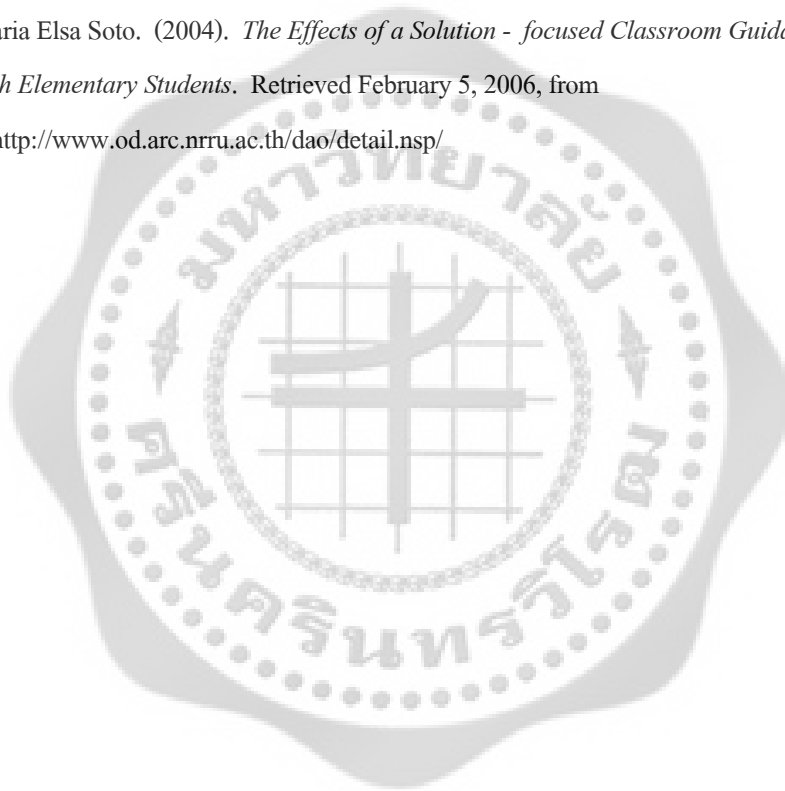 aria Elsa Soto. (2004). The Effects of a Solution - focused Classroom Guida
h Elementary Students. Retrieved February 5, 2006, from
http://www.od.arc.nrru.ac.th/dao/detail.nsp/
มหาวิทยาลัย
ศรีนครินทรวิโรฒ